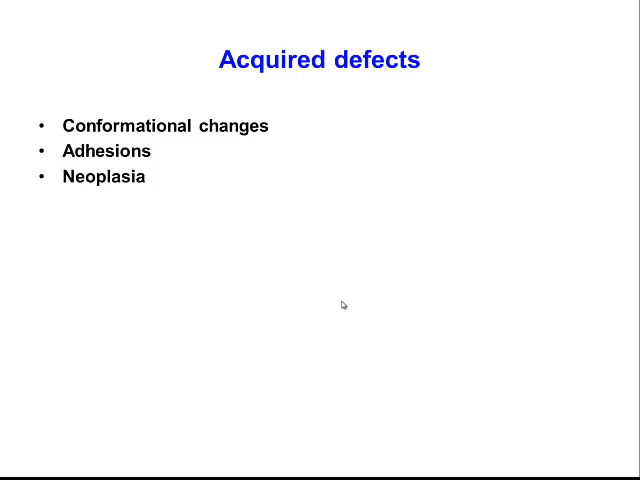 Acquired defects
• Conformational changes
• Adhesions
• Neoplasia